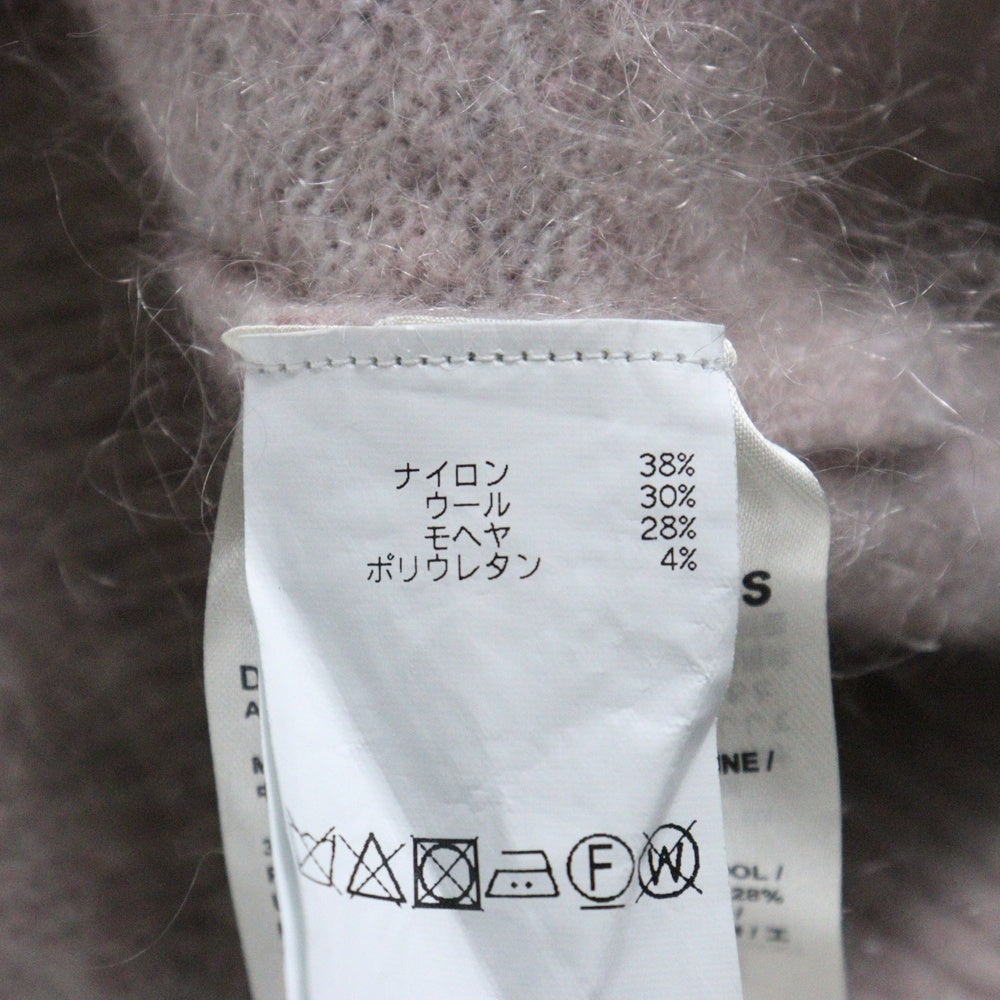 ナイロン 38%
ウール 30%
モヘヤ 28%
ポリウレタン 4%
S
D
A
NE /
OL /
28%
/
F
W